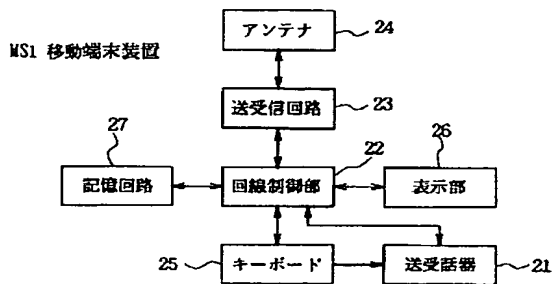 アンテナ
24
MS1 移動端末装置
送受信回路
23
27
22
26
記憶回路
回線制御部
表示部
25
キーボード
送受話器
21